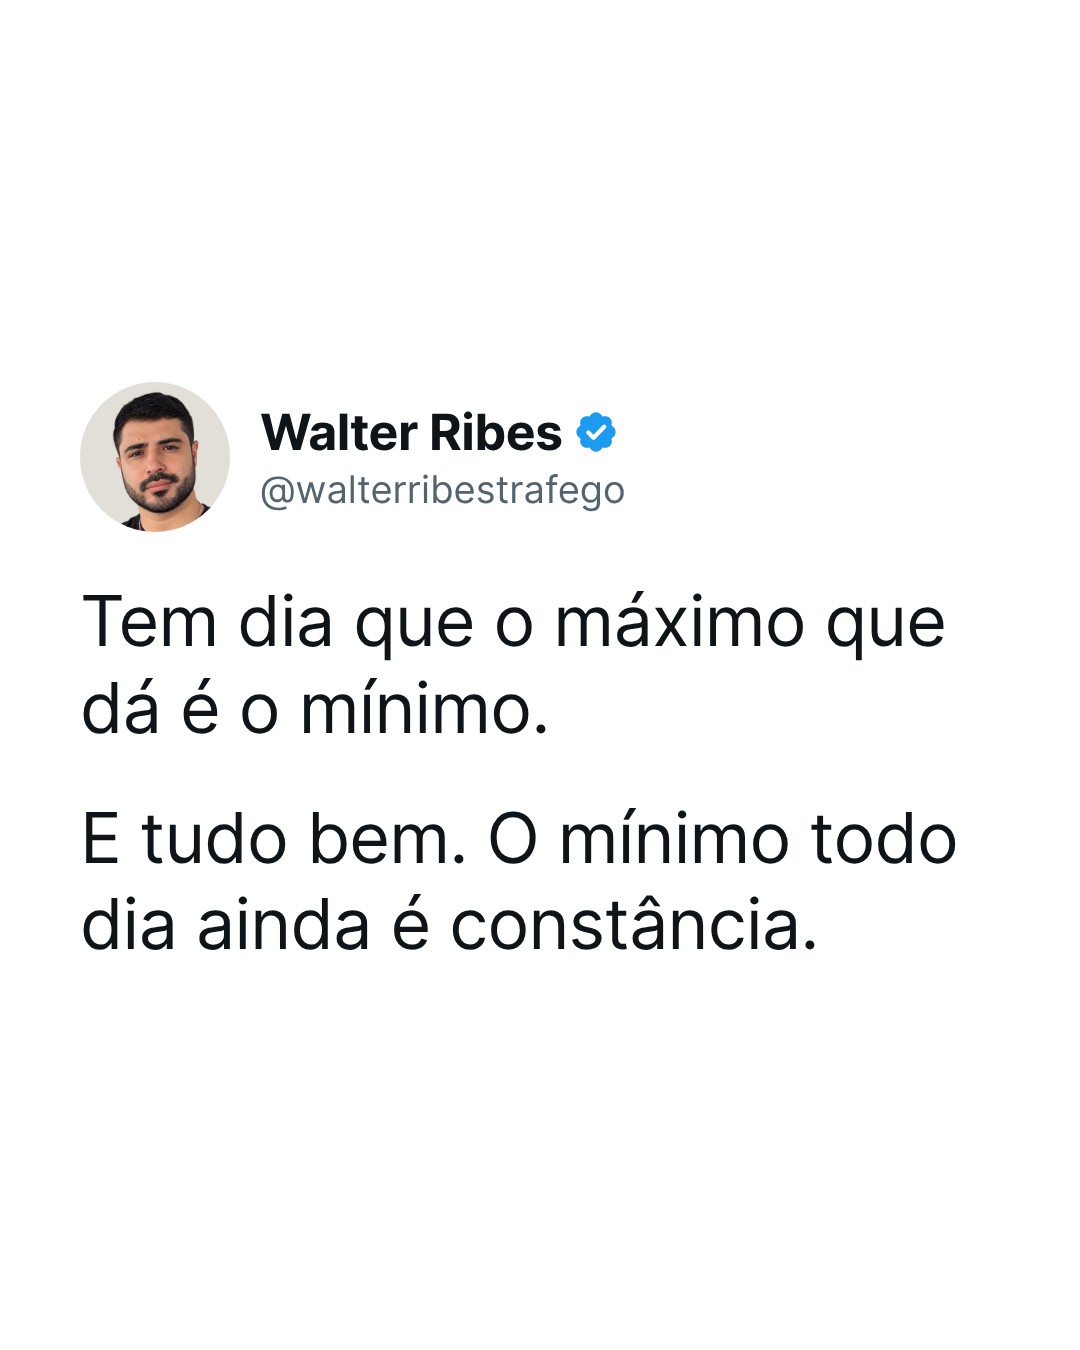 Walter Ribes
@walterribestrafego
Tem dia que o máximo que
dá é o mínimo.
E tudo bem. O mínimo todo
dia ainda é constância.